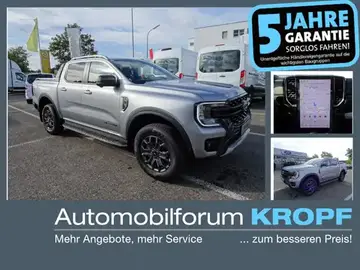 5 JAHRE
GARANTIE
SORGLOS FAHREN!
Automobilforum KROPF
Mehr Angebote, mehr Service ... zum besseren Preis!